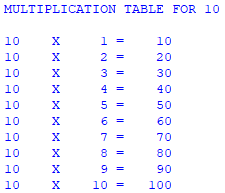 MULTIPLICATION TABLE FOR 10
10 X 1 = 10
10 X 2 = 20
10 X 3 = 30
10 X 4 = 40
10 X 5 = 50
10 X 6 = 60
10 X 7 = 70
10 X 8 = 80
10 X 9 = 90
10 X 10 = 100